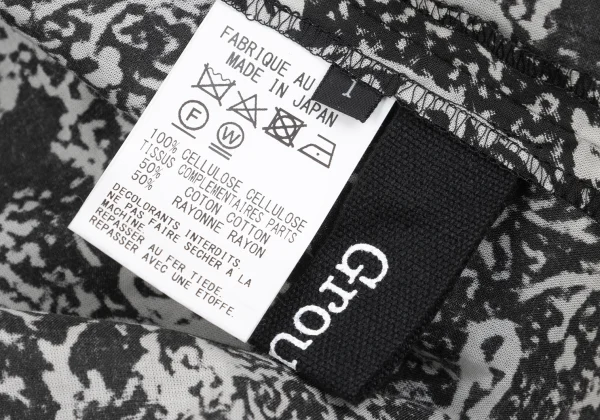 FABRIQUE AU
MADE IN JAPAN
1
F W
100% CELLULOSE CELLULOSE
TISSUS COMPLEMENTAIRES PARTS
50% COTON COTTON
50% RAYONNE RAYON
DECOLORANTS INTERDITS.
NE PAS FAIRE SECHER A LA
MACHINE.
REPASSER AU FER TIEDE.
REPASSER AVEC UNE ETOFFE.
Grou